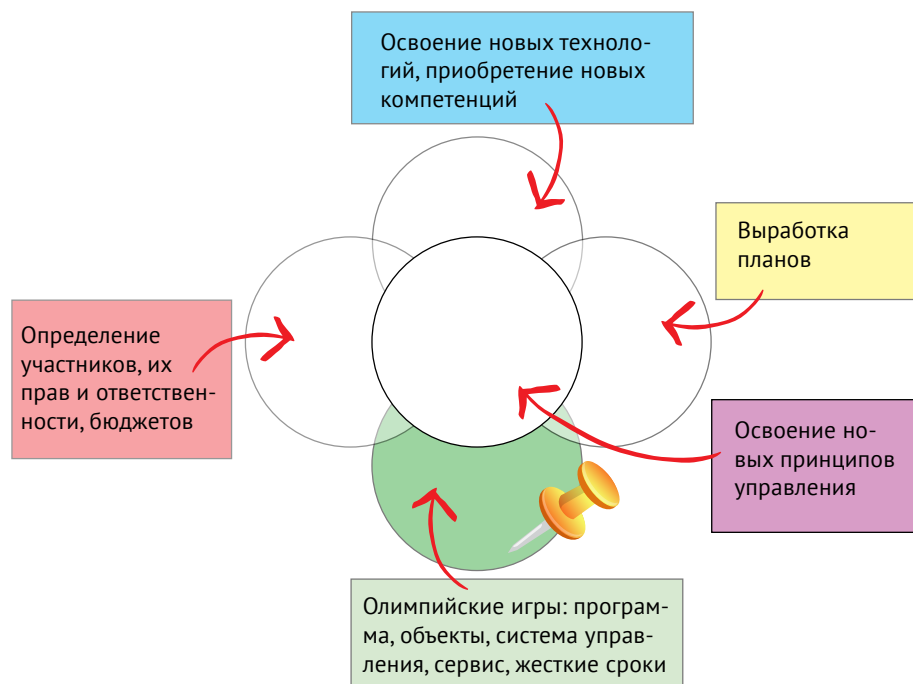 Освоение новых техноло-
гий, приобретение новых
компетенций
Выработка
планов
Определение
участников, их
прав и ответствен-
ности, бюджетов
Освоение но-
вых принципов
управления
Олимпийские игры: програм-
ма, объекты, система управ-
ления, сервис, жесткие сроки